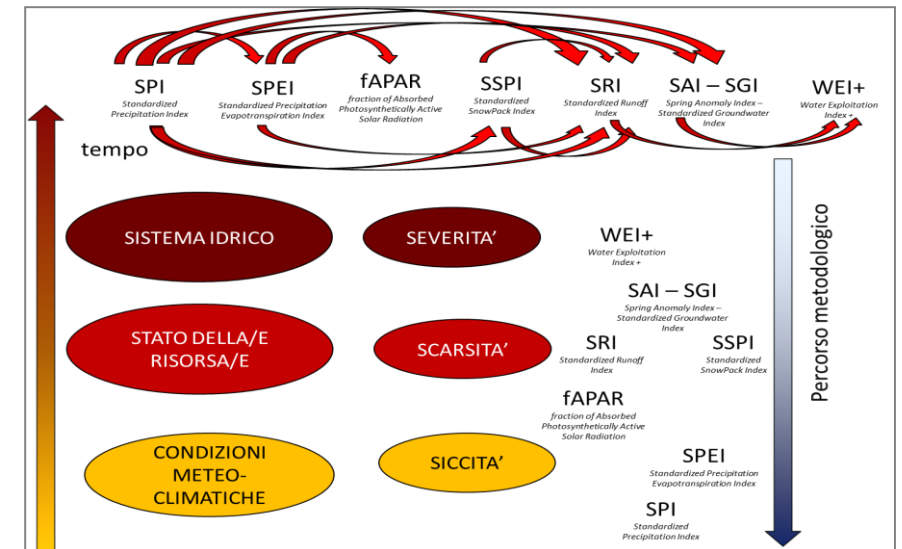 SPI
Standardized
Precipitation Index
SPEI
Standardized Precipitation
Evapotranspiration Index
fAPAR
fraction of Absorbed
Photosynthetically Active
Solar Radiation
SSPI
Standardized
SnowPack Index
SRI
Standardized Runoff
Index
SAI – SGI
Spring Anomaly Index –
Standardized Groundwater
Index
WEI+
Water Exploitation
Index +
tempo
SISTEMA IDRICO
SEVERITA’
WEI+
Water Exploitation
Index +
SAI – SGI
Spring Anomaly Index –
Standardized Groundwater
Index
STATO DELLA/E
RISORSA/E
SCARSITA’
SRI
Standardized Runoff
Index
SSPI
Standardized
SnowPack Index
fAPAR
fraction of Absorbed
Photosynthetically Active
Solar Radiation
CONDIZIONI
METEO-
CLIMATICHE
SICCITA’
SPEI
Standardized Precipitation
Evapotranspiration Index
SPI
Standardized
Precipitation Index
Percorso metodologico